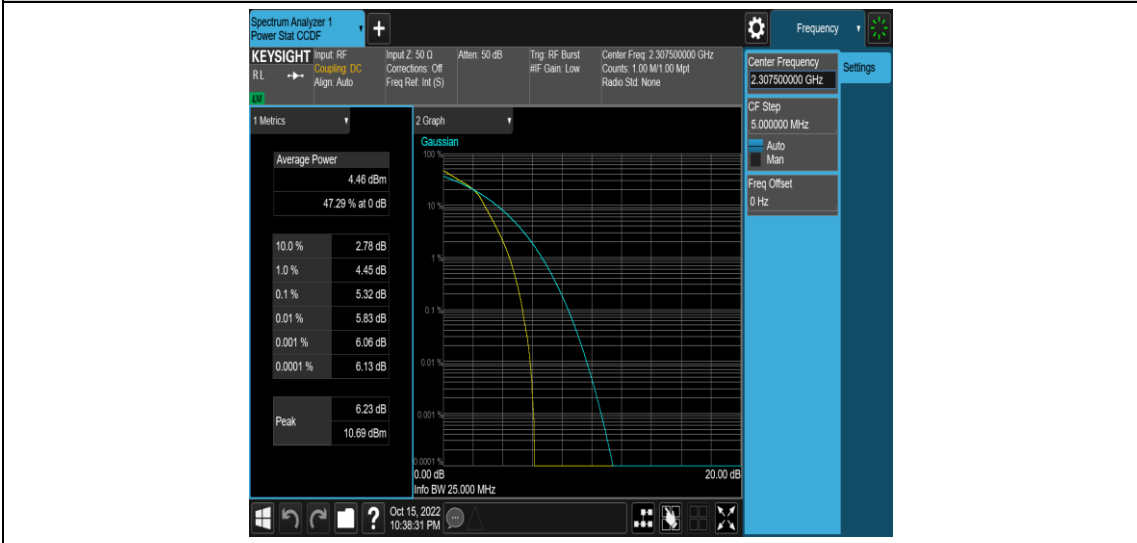 Spectrum Analyzer 1
Power Stat CCDF
+
Frequency
KEYSIGHT
RL
LXI
Input: RF
Coupling: DC
Align: Auto
Input Z: 50 Ω
Corrections: Off
Freq Ref: Int (S)
Atten: 50 dB
Trig: RF Burst
#IF Gain: Low
Center Freq: 2.307500000 GHz
Counts: 1.00 M/1.00 Mpt
Radio Std: None
Center Frequency
2.307500000 GHz
Settings
CF Step
5.000000 MHz
Auto
Man
Freq Offset
0 Hz
1 Metrics
Average Power
4.46 dBm
47.29 % at 0 dB
10.0 % 2.78 dB
1.0 % 4.45 dB
0.1 % 5.32 dB
0.01 % 5.83 dB
0.001 % 6.06 dB
0.0001 % 6.13 dB
Peak
6.23 dB
10.69 dBm
2 Graph
Gaussian
100 %
10 %
1 %
0.1 %
0.01 %
0.001 %
0.0001 %
0.00 dB 20.00 dB
Info BW 25.000 MHz
?
Oct 15, 2022
10:38:31 PM